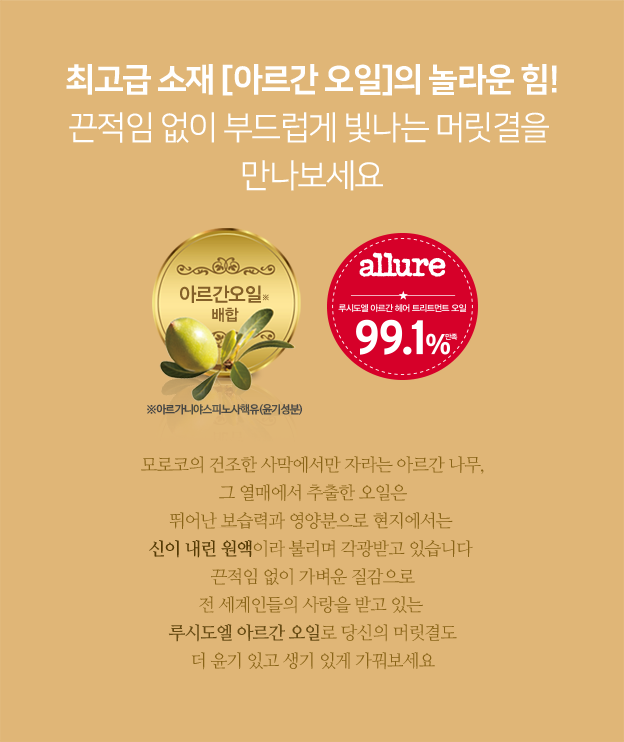 최고급 소재 [아르간 오일]의 놀라운 힘!
끈적임 없이 부드럽게 빛나는 머릿결을
만나보세요
아르간오일※
배합
※아르가니아스피노사핵유(윤기성분)
allure
루시도엘 아르간 헤어 트리트먼트 오일
99.1%만족
모로코의 건조한 사막에서만 자라는 아르간 나무,
그 열매에서 추출한 오일은
뛰어난 보습력과 영양분으로 현지에서는
신이 내린 원액이라 불리며 각광받고 있습니다
끈적임 없이 가벼운 질감으로
전 세계인들의 사랑을 받고 있는
루시도엘 아르간 오일로 당신의 머릿결도
더 윤기 있고 생기 있게 가꿔보세요